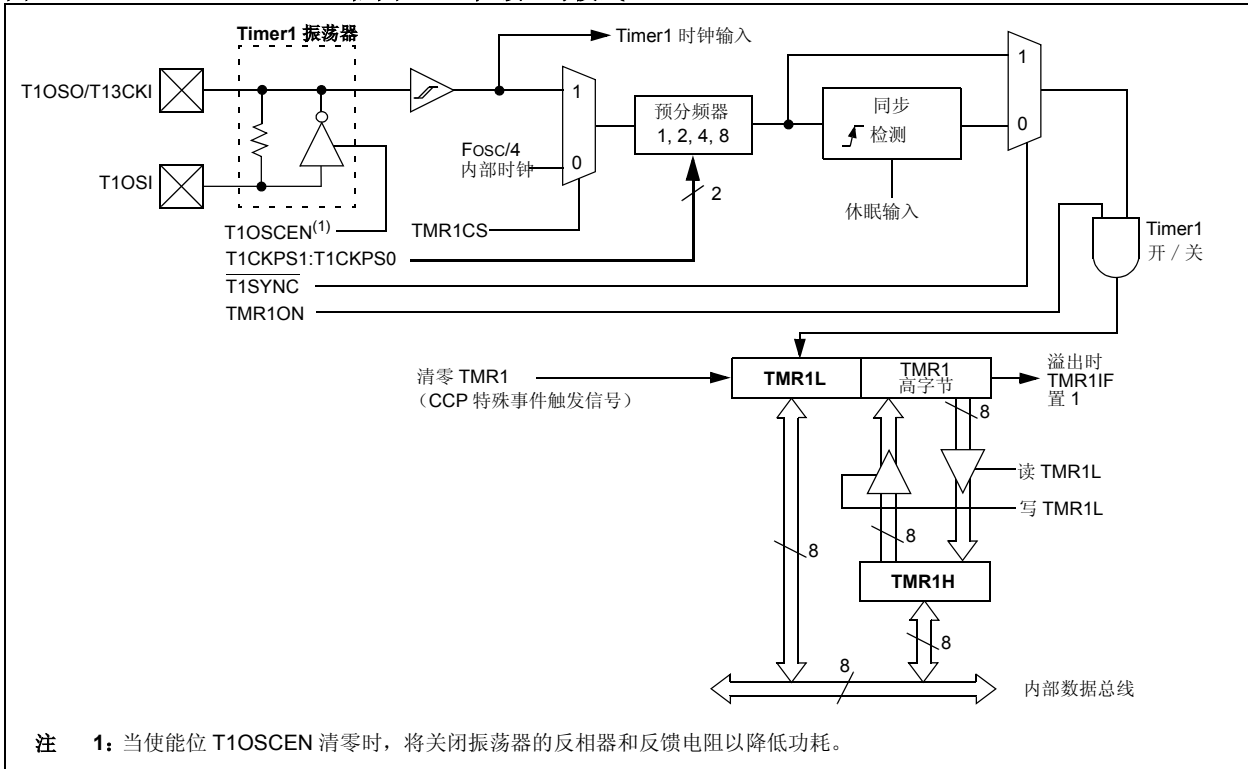 Timer1 振荡器
Timer1 时钟输入
T1OSO/T13CKI
1
1
预分频器
1, 2, 4, 8
同步
检测
0
FOSC/4
内部时钟
0
T1OSI
2
休眠输入
T1OSCEN(1)
TMR1CS
Timer1
开 / 关
T1CKPS1:T1CKPS0
T1SYNC
TMR1ON
清零 TMR1
(CCP 特殊事件触发信号)
TMR1L
TMR1
高字节
溢出时
TMR1IF
置 1
8
读 TMR1L
写 TMR1L
8
8
TMR1H
8
8
8
内部数据总线
注 1: 当使能位 T1OSCEN 清零时，将关闭振荡器的反相器和反馈电阻以降低功耗。